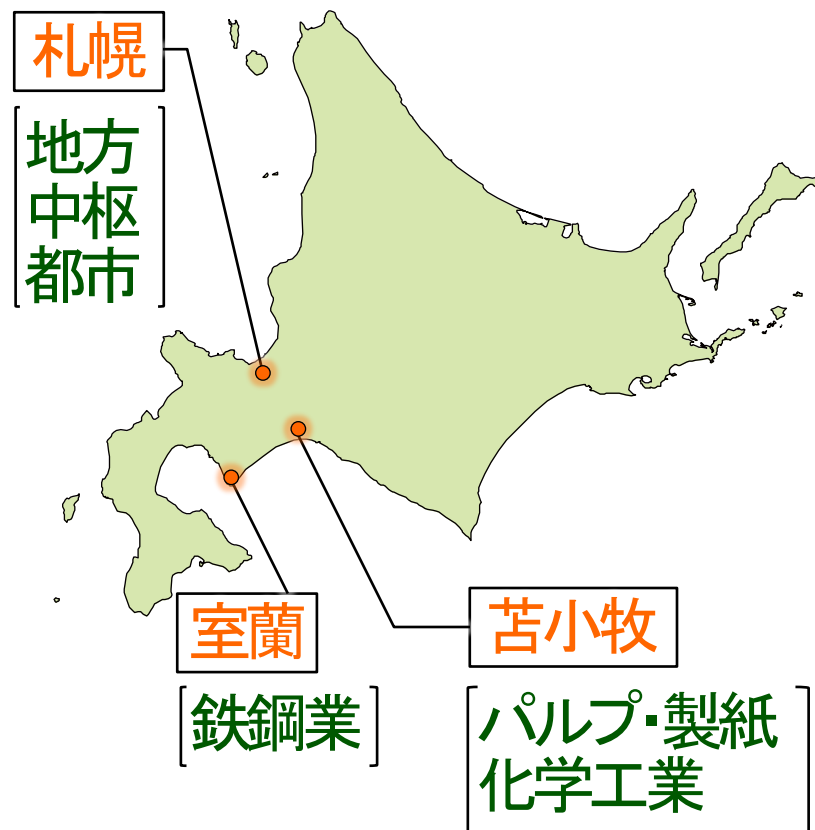 札幌
地方
中枢
都市
室蘭
鉄鋼業
苫小牧
パルプ・製紙
化学工業